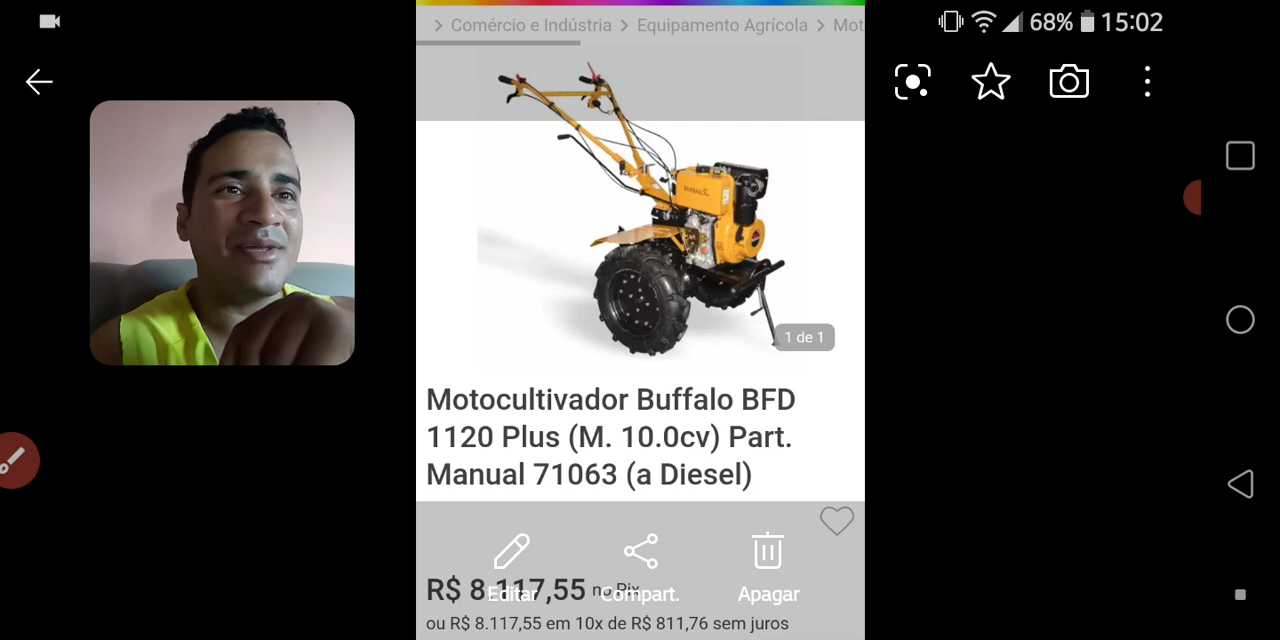 68% 15:02
Comércio e Indústria > Equipamento Agrícola > Mot
BUFFALO
1 de 1
Motocultivador Buffalo BFD
1120 Plus (M. 10.0cv) Part.
Manual 71063 (a Diesel)
R$ 8.117,55 no Pix
Editar Compart. Apagar
ou R$ 8.117,55 em 10x de R$ 811,76 sem juros